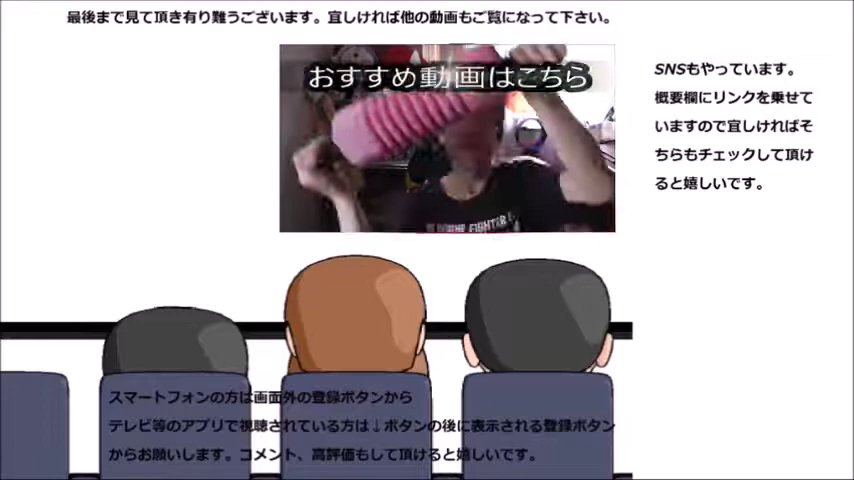 最後まで見て頂き有り難うございます。宜しければ他の動画もご覧になって下さい。
おすすめ動画はこちら
SNSもやっています。
概要欄にリンクを乗せて
いますので宜しければそ
ちらもチェックして頂け
ると嬉しいです。
スマートフォンの方は画面外の登録ボタンから
テレビ等のアプリで視聴されている方は↓ボタンの後に表示される登録ボタン
からお願いします。コメント、高評価もして頂けると嬉しいです。